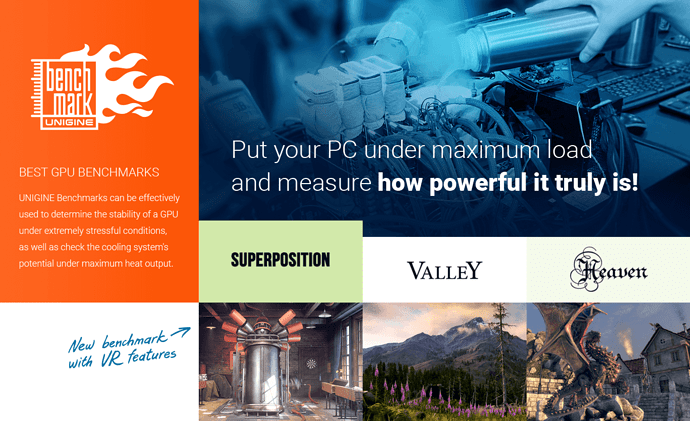 bench
mark
UNIGINE
BEST GPU BENCHMARKS
UNIGINE Benchmarks can be effectively
used to determine the stability of a GPU
under extremely stressful conditions,
as well as check the cooling system's
potential under maximum heat output.
Put your PC under maximum load
and measure how powerful it truly is!
SUPERPOSITION
VALLEY
Heaven
New benchmark
with VR features